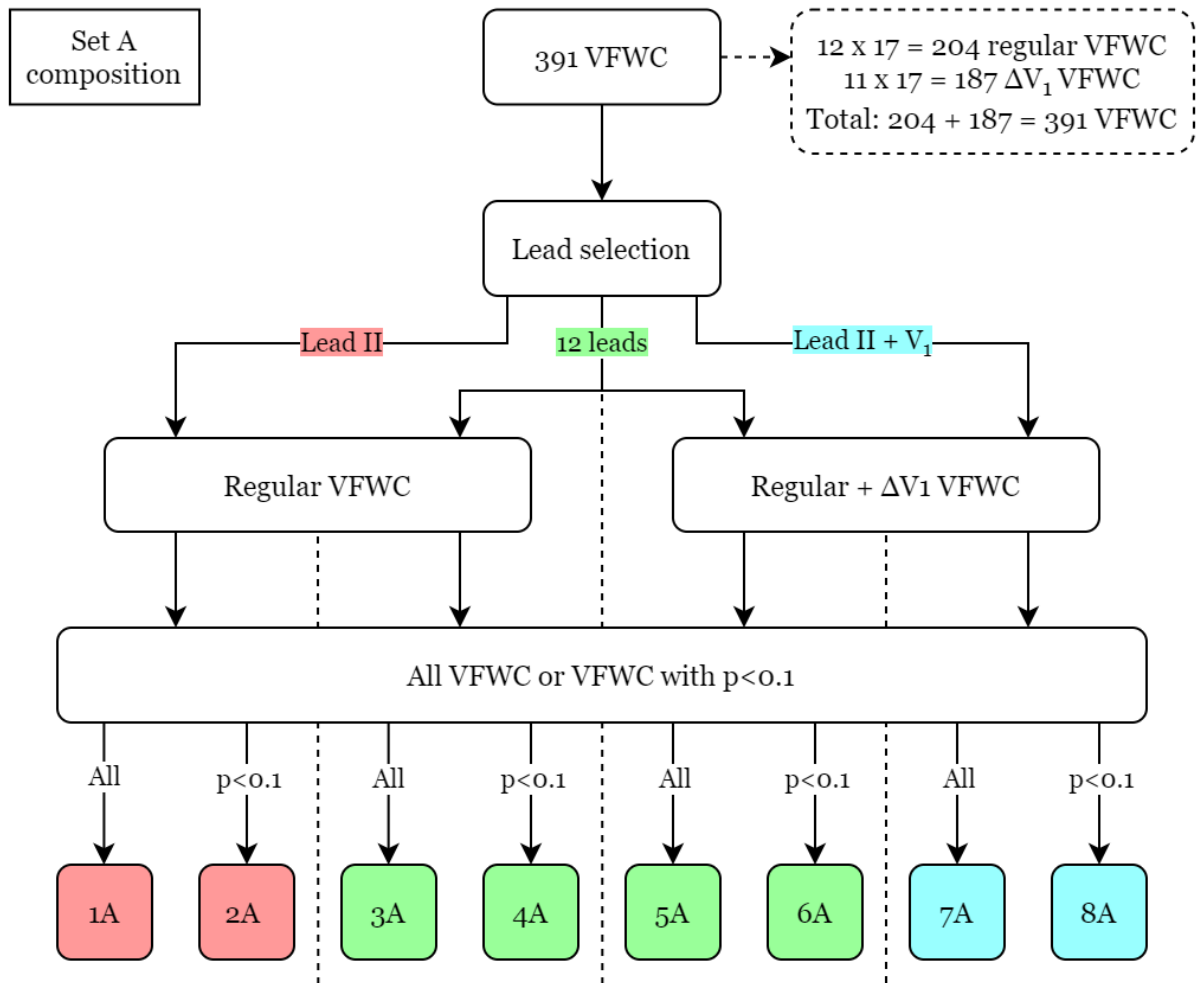 Set A
composition
391 VFWC
12 x 17 = 204 regular VFWC
11 x 17 = 187 ΔV₁ VFWC
Total: 204 + 187 = 391 VFWC
Lead selection
Lead II
12 leads
Lead II + V₁
Regular VFWC
Regular + ΔV1 VFWC
All VFWC or VFWC with p<0.1
All
p<0.1
All
p<0.1
All
p<0.1
All
p<0.1
1A
2A
3A
4A
5A
6A
7A
8A